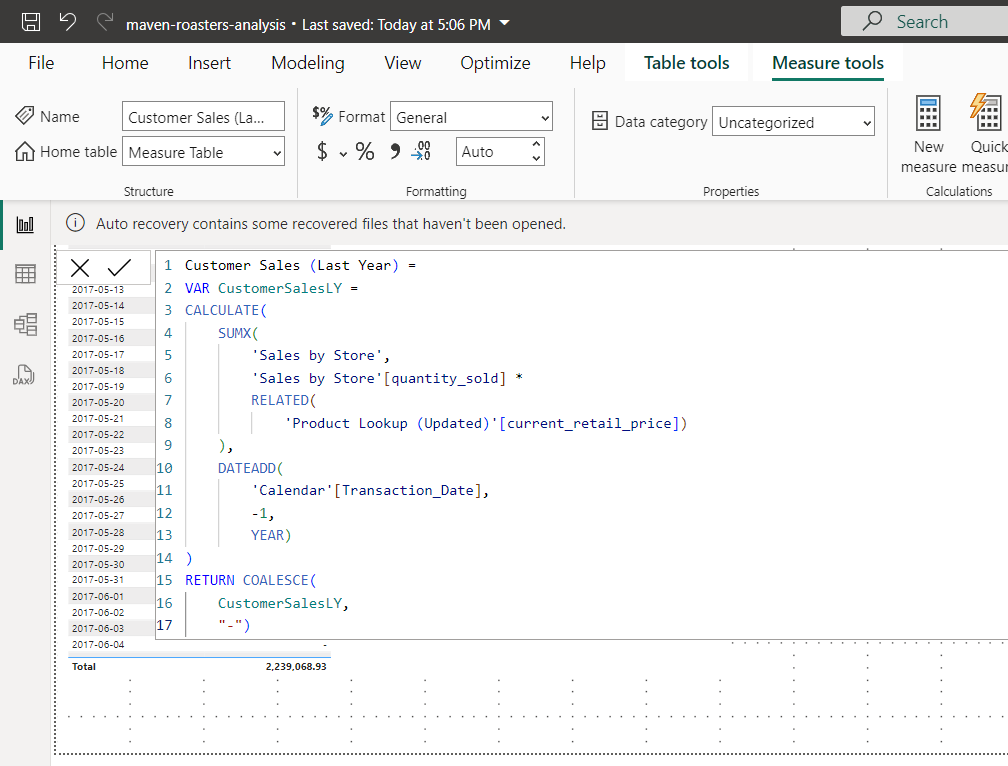 maven-roasters-analysis • Last saved: Today at 5:06 PM
Search
File Home Insert Modeling View Optimize Help Table tools Measure tools
Name Customer Sales (La...
Home table Measure Table
Structure
$% Format General
$ % , .00 →0 Auto
Formatting
Data category Uncategorized
Properties
New measure
Quick measu
Calculations
Auto recovery contains some recovered files that haven't been opened.
DAX
2017-05-13
2017-05-14
2017-05-15
2017-05-16
2017-05-17
2017-05-18
2017-05-19
2017-05-20
2017-05-21
2017-05-22
2017-05-23
2017-05-24
2017-05-25
2017-05-26
2017-05-27
2017-05-28
2017-05-29
2017-05-30
2017-05-31
2017-06-01
2017-06-02
2017-06-03
2017-06-04 -
Total 2,239,068.93
1 Customer Sales (Last Year) =
2 VAR CustomerSalesLY =
3 CALCULATE(
4 SUMX(
5 'Sales by Store',
6 'Sales by Store'[quantity_sold] *
7 RELATED(
8 'Product Lookup (Updated)'[current_retail_price])
9 ),
10 DATEADD(
11 'Calendar'[Transaction_Date],
12 -1,
13 YEAR)
14 )
15 RETURN COALESCE(
16 CustomerSalesLY,
17 "-")